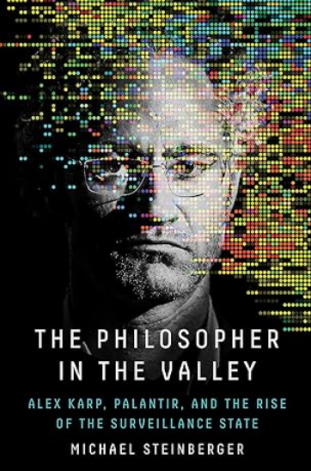 THE PHILOSOPHER
IN THE VALLEY
ALEX KARP, PALANTIR, AND THE RISE
OF THE SURVEILLANCE STATE
MICHAEL STEINBERGER